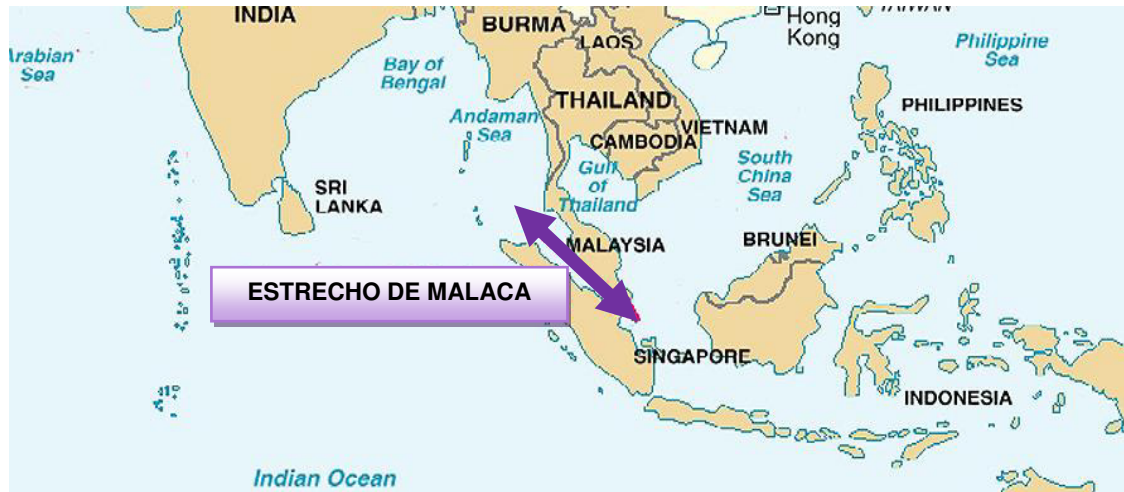 INDIA
BURMA
Hong
Kong
TAIWAN
LAOS
Arabian
Sea
Bay of
Bengal
Philippine
Sea
THAILAND
PHILIPPINES
Andaman
Sea
VIETNAM
CAMBODIA
Gulf
of
Thailand
South
China
Sea
SRI
LANKA
MALAYSIA
BRUNEI
ESTRECHO DE MALACA
SINGAPORE
INDONESIA
Indian Ocean